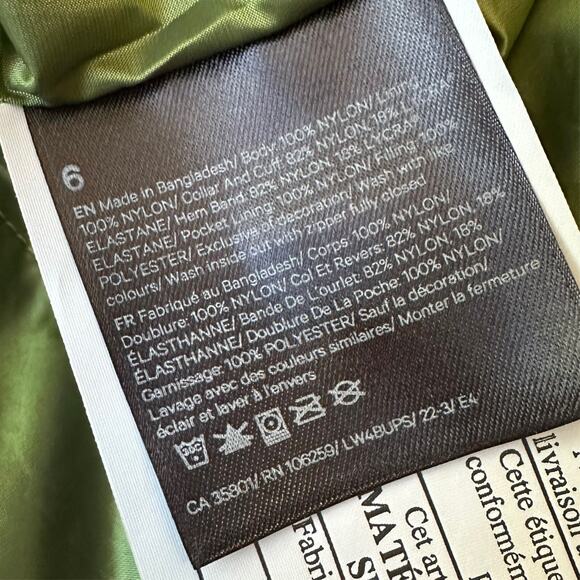 6
EN Made in Bangladesh/ Body: 100% NYLON/ Lining:
100% NYLON/ Collar And Cuff: 82% NYLON, 18% LYCRA®
ELASTANE/ Hem Band: 82% NYLON, 18% LYCRA®
ELASTANE/ Pocket Lining: 100% NYLON/ Filling: 100%
POLYESTER/ Exclusive of decoration/ Wash with like
colours/ Wash inside out with zipper fully closed
FR Fabriqué au Bangladesh/ Corps: 100% NYLON/
Doublure: 100% NYLON/ Col Et Revers: 82% NYLON, 18%
ÉLASTHANNE/ Bande De L'ourlet: 82% NYLON, 18%
ÉLASTHANNE/ Doublure De La Poche: 100% NYLON/
Garnissage: 100% POLYESTER/ Sauf la décoration/
Lavage avec des couleurs similaires/ Monter la fermeture
éclair et laver à l'envers
CA 35801/ RN 106259/ LW4BUPS/ 22-3/ E4
livraison
Cette étique
conformém
Cet art
MATÉ
Fabri